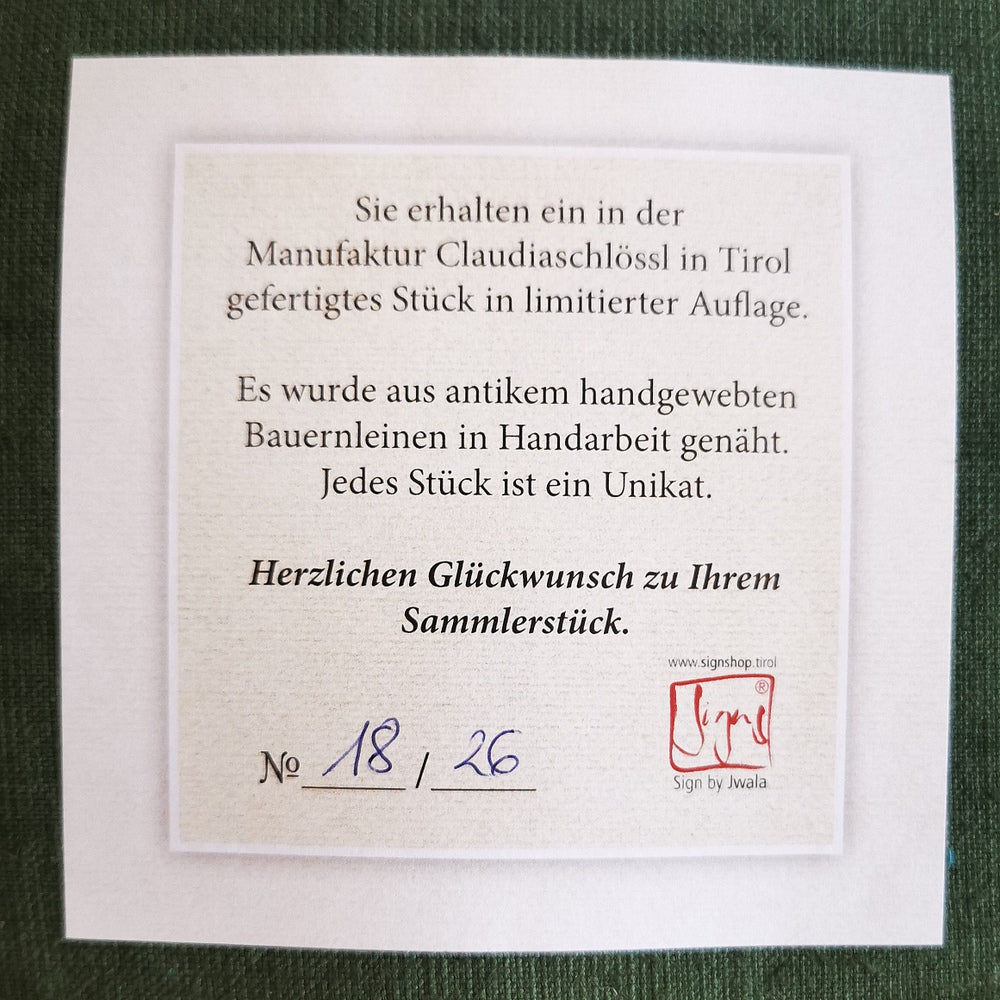 Sie erhalten ein in der
Manufaktur Claudiaschlössl in Tirol
gefertigtes Stück in limitierter Auflage.
Es wurde aus antikem handgewebten
Bauernleinen in Handarbeit genäht.
Jedes Stück ist ein Unikat.
Herzlichen Glückwunsch zu Ihrem
Sammlerstück.
www.signshop.tirol
Signs ®
Sign by Jwala
№ 18 / 26